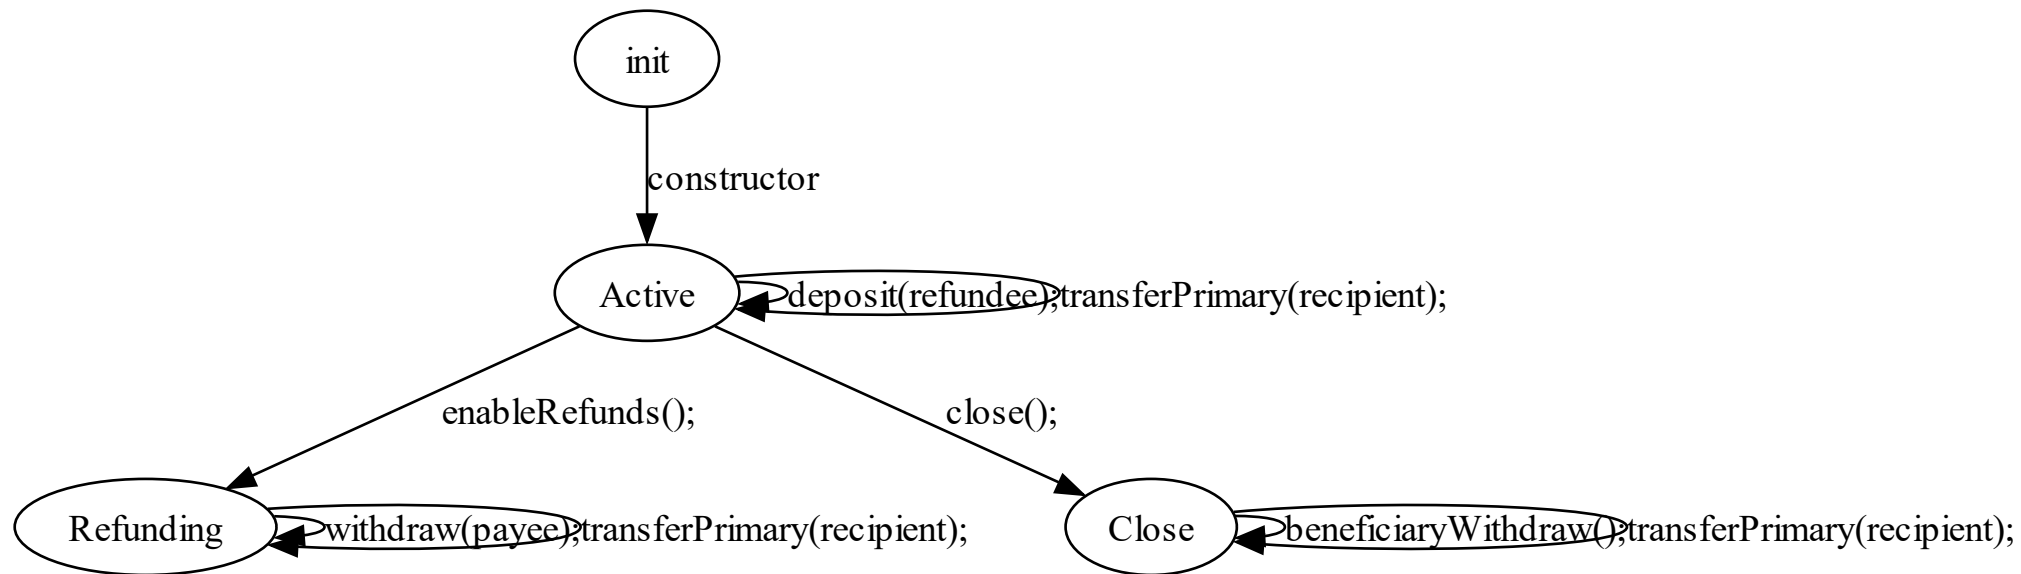 init
constructor
Active
deposit(refundee);
transferPrimary(recipient);
enableRefunds();
close();
Refunding
withdraw(payee);
transferPrimary(recipient);
Close
beneficiaryWithdraw();
transferPrimary(recipient);